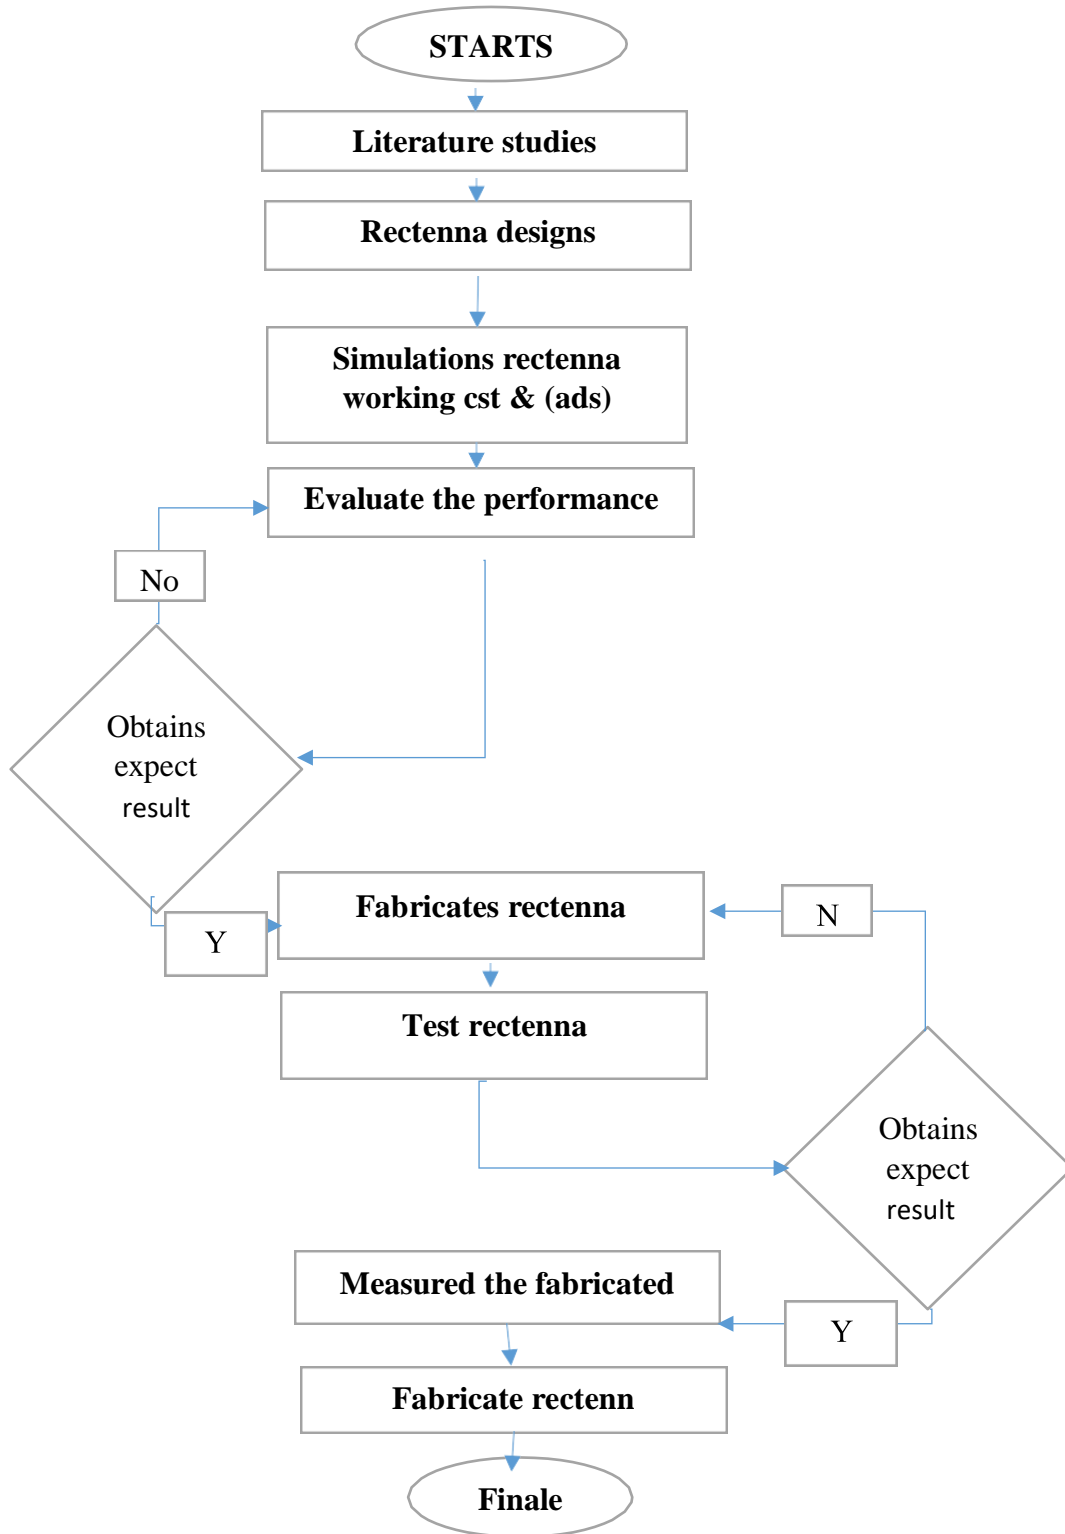 STARTS
Literature studies
Rectenna designs
Simulations rectenna
working cst & (ads)
Evaluate the performance
No
Obtains
expect
result
Fabricates rectenna
N
Y
Test rectenna
Obtains
expect
result
Measured the fabricated
Y
Fabricate rectenn
Finale